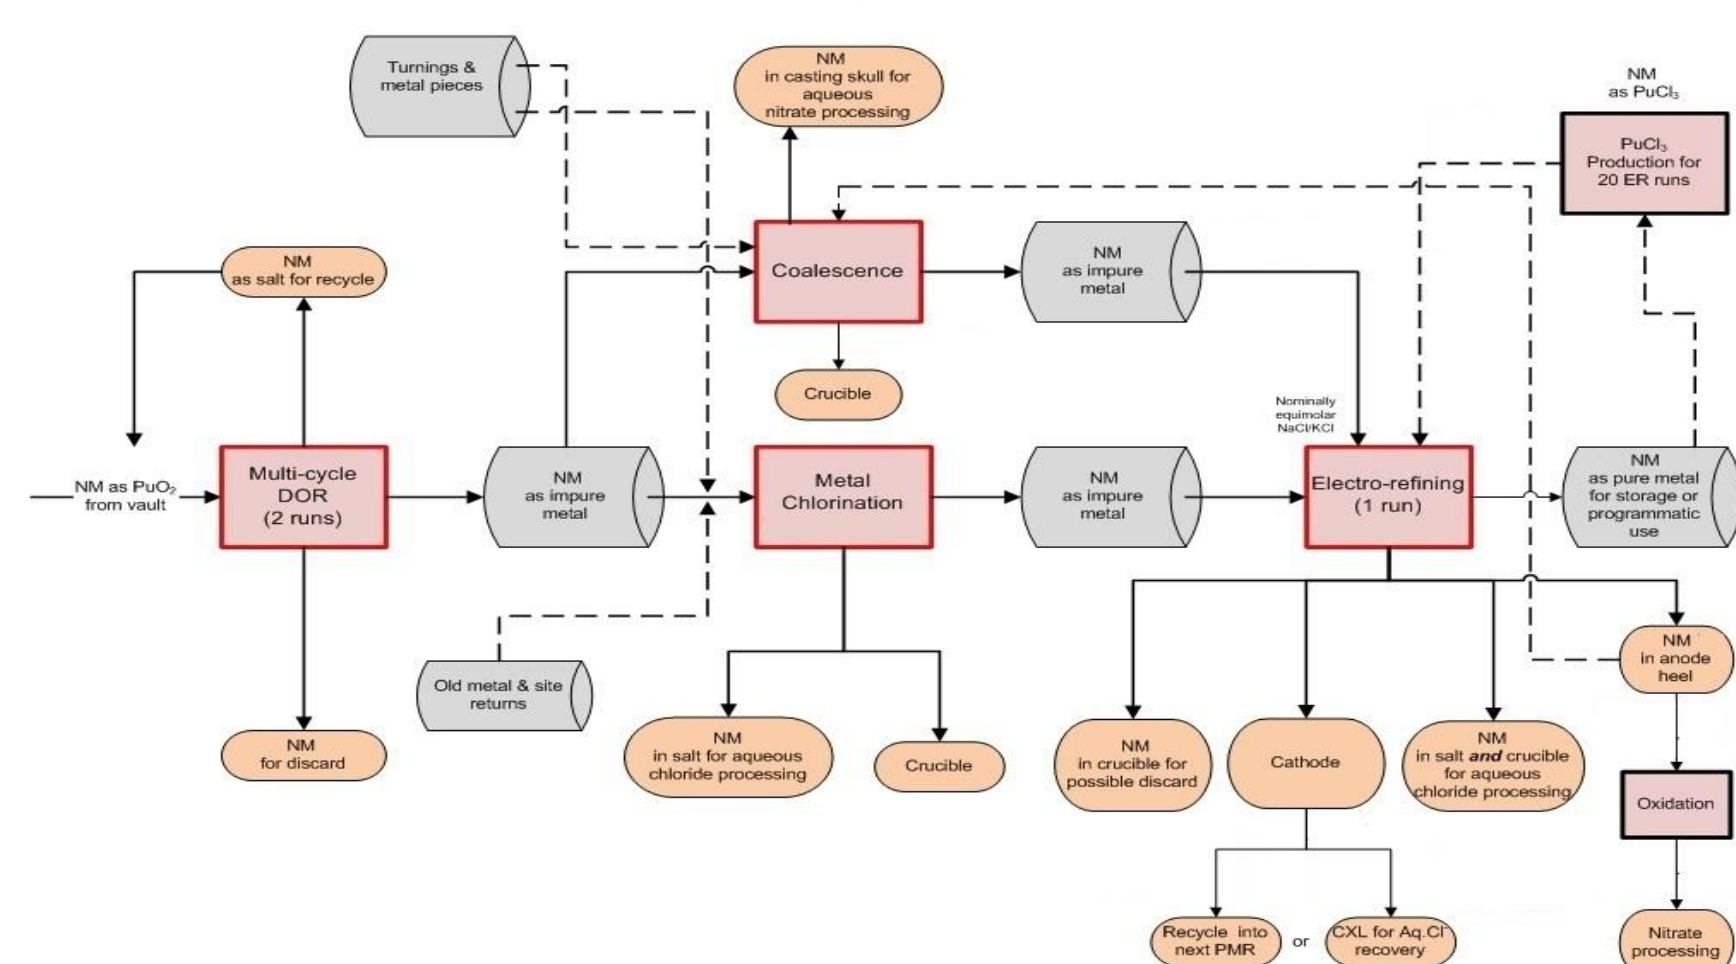 Turnings &
metal pieces
NM
in casting skull for
aqueous
nitrate processing
NM
as PuCl₃
PuCl₃
Production for
20 ER runs
NM
as salt for recycle
Coalescence
NM
as impure
metal
Crucible
Nominally
equimolar
NaCl/KCl
NM as PuO₂
from vault
Multi-cycle
DOR
(2 runs)
NM
as impure
metal
Metal
Chlorination
NM
as impure
metal
Electro-refining
(1 run)
NM
as pure metal
for storage or
programmatic
use
Old metal & site
returns
NM
in anode
heel
NM
for discard
NM
in salt for aqueous
chloride processing
Crucible
NM
in crucible for
possible discard
Cathode
NM
in salt and crucible
for aqueous
chloride processing
Oxidation
Recycle into
next PMR
or
CXL for Aq.Cl⁻
recovery
Nitrate
processing